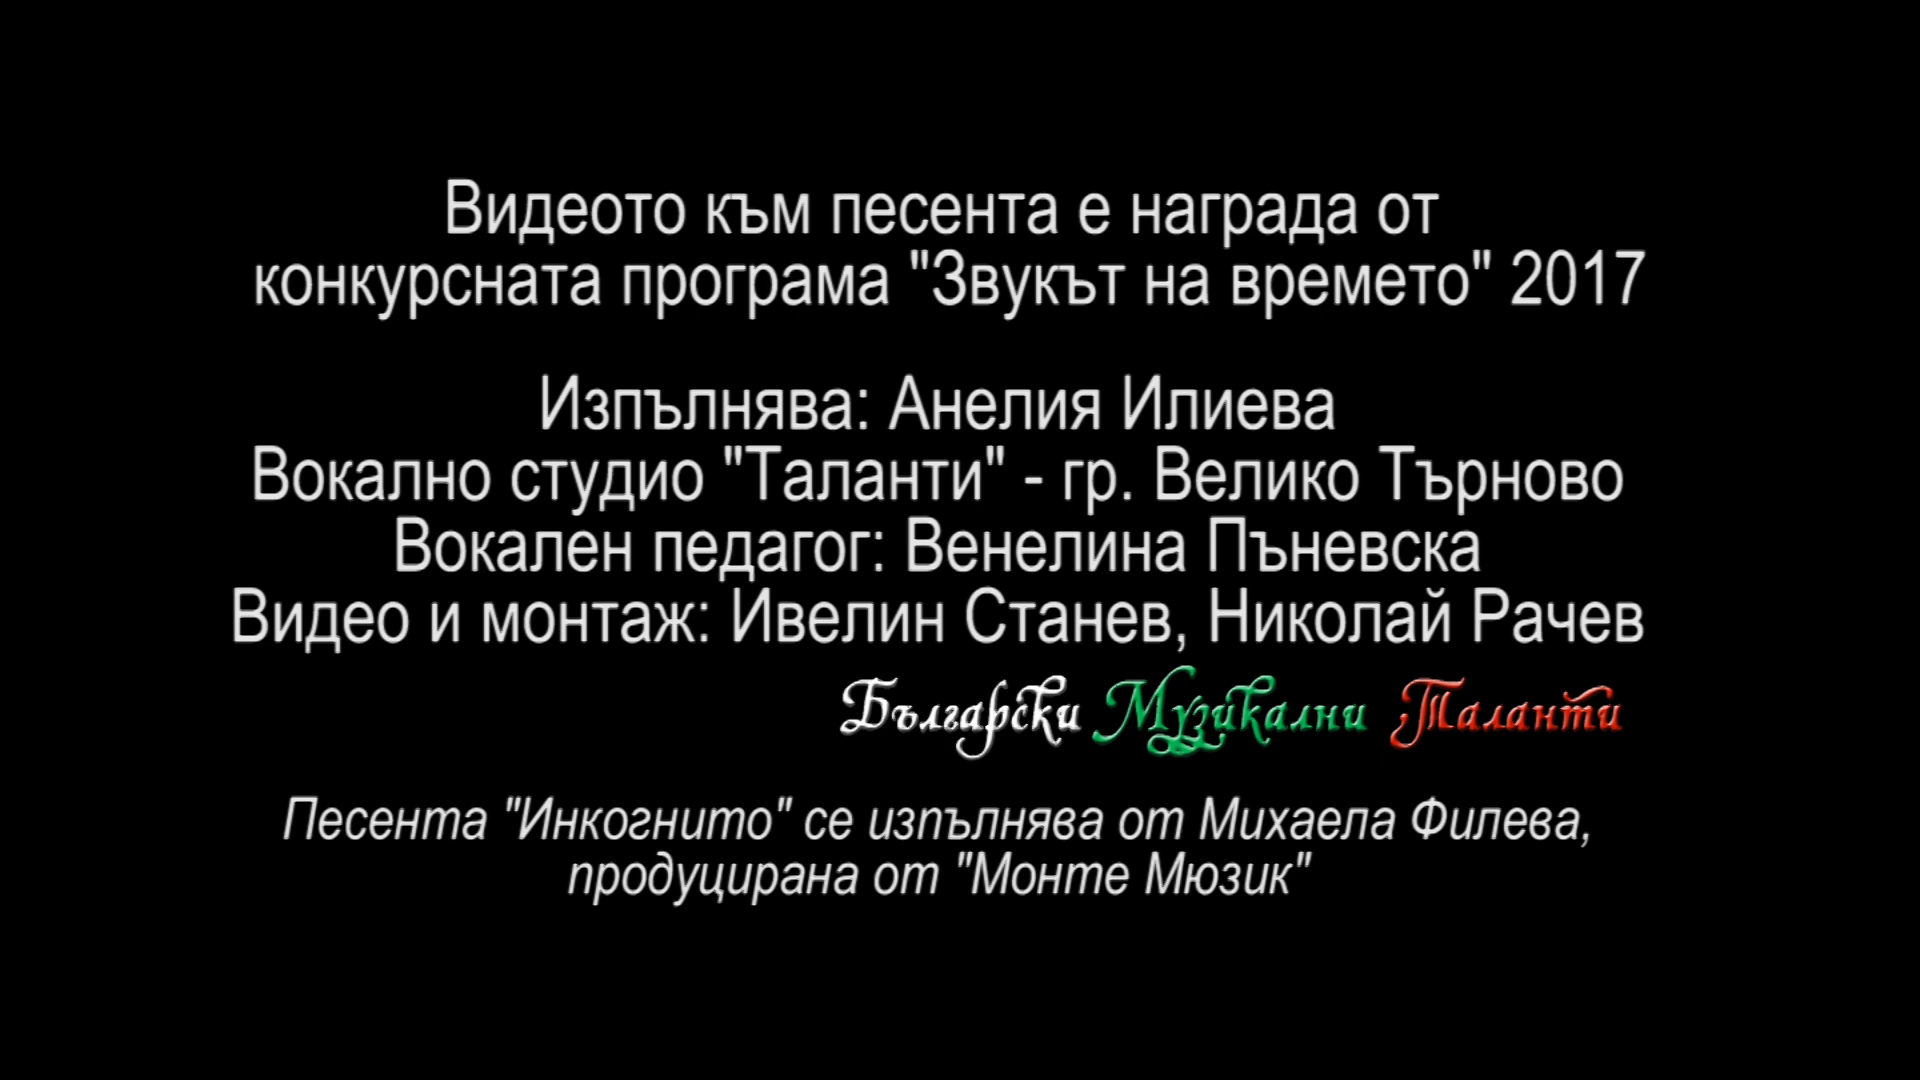 Видеото към песента е награда от
конкурсната програма "Звукът на времето" 2017
Изпълнява: Анелия Илиева
Вокално студио "Таланти" - гр. Велико Търново
Вокален педагог: Венелина Пъневска
Видео и монтаж: Ивелин Станев, Николай Рачев
Български Музикални Таланти
Песента "Инкогнито" се изпълнява от Михаела Филева,
продуцирана от "Монте Мюзик"